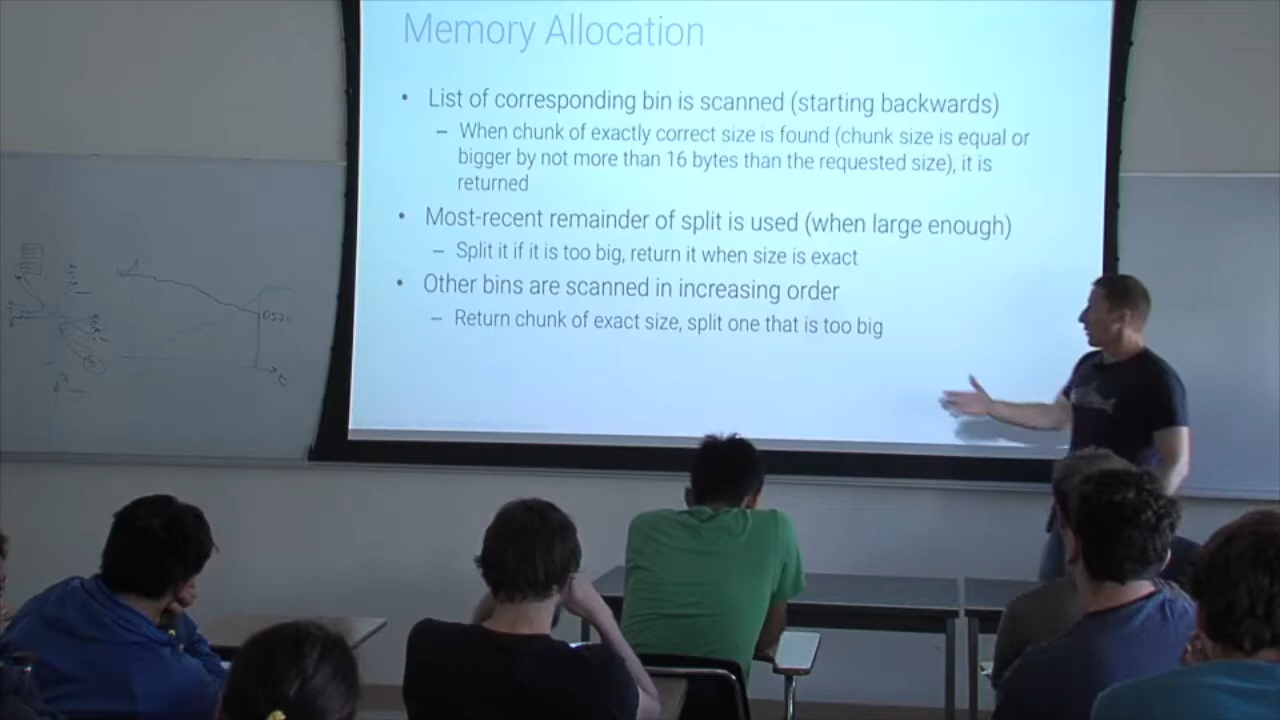 Memory Allocation
• List of corresponding bin is scanned (starting backwards)
– When chunk of exactly correct size is found (chunk size is equal or
bigger by not more than 16 bytes than the requested size), it is
returned
• Most-recent remainder of split is used (when large enough)
– Split it if it is too big, return it when size is exact
• Other bins are scanned in increasing order
– Return chunk of exact size, split one that is too big